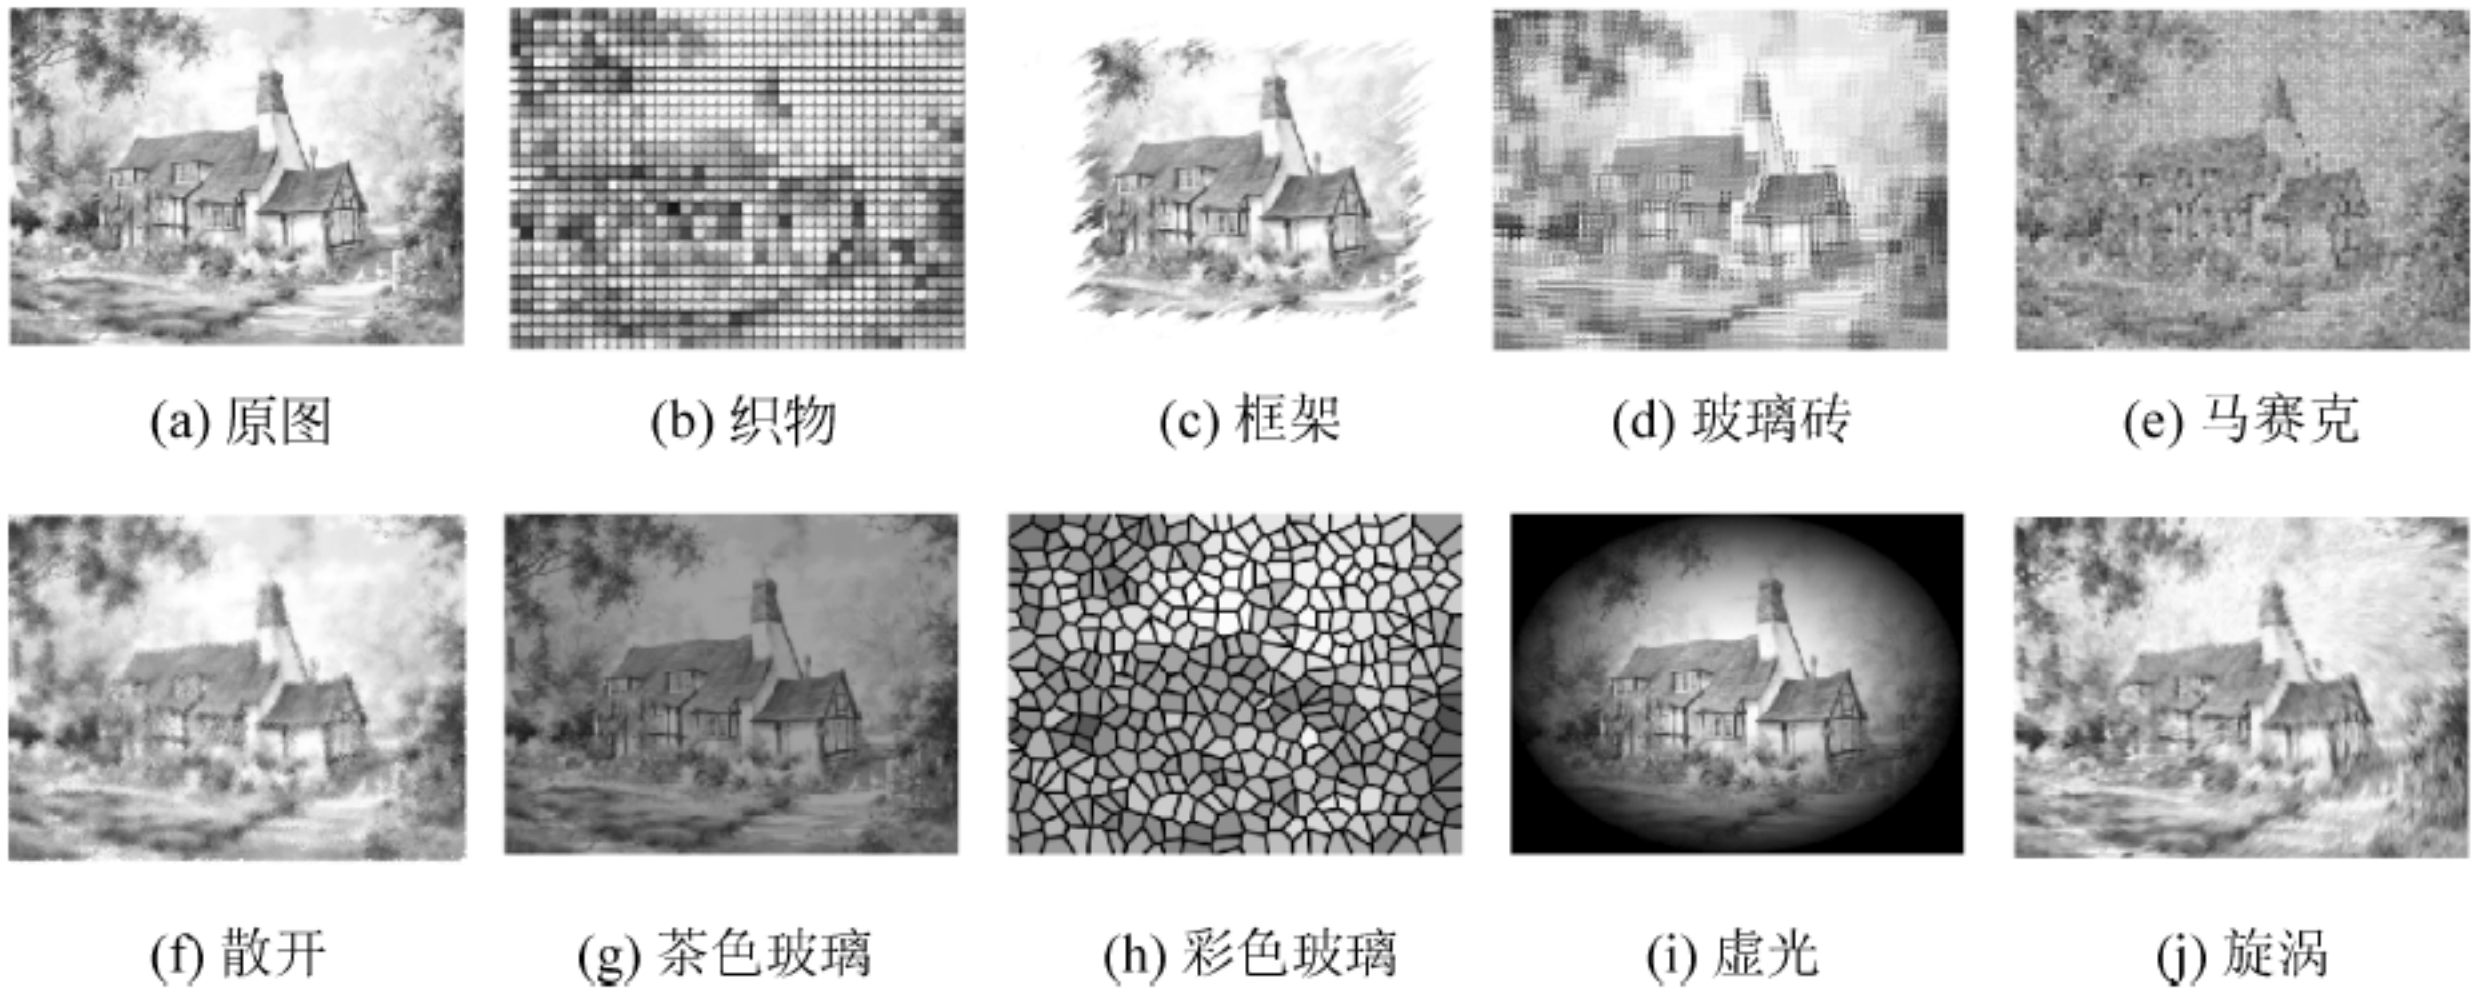 (a) 原图
(b) 织物
(c) 框架
(d) 玻璃砖
(e) 马赛克
(f) 散开
(g) 茶色玻璃
(h) 彩色玻璃
(i) 虚光
(j) 旋涡